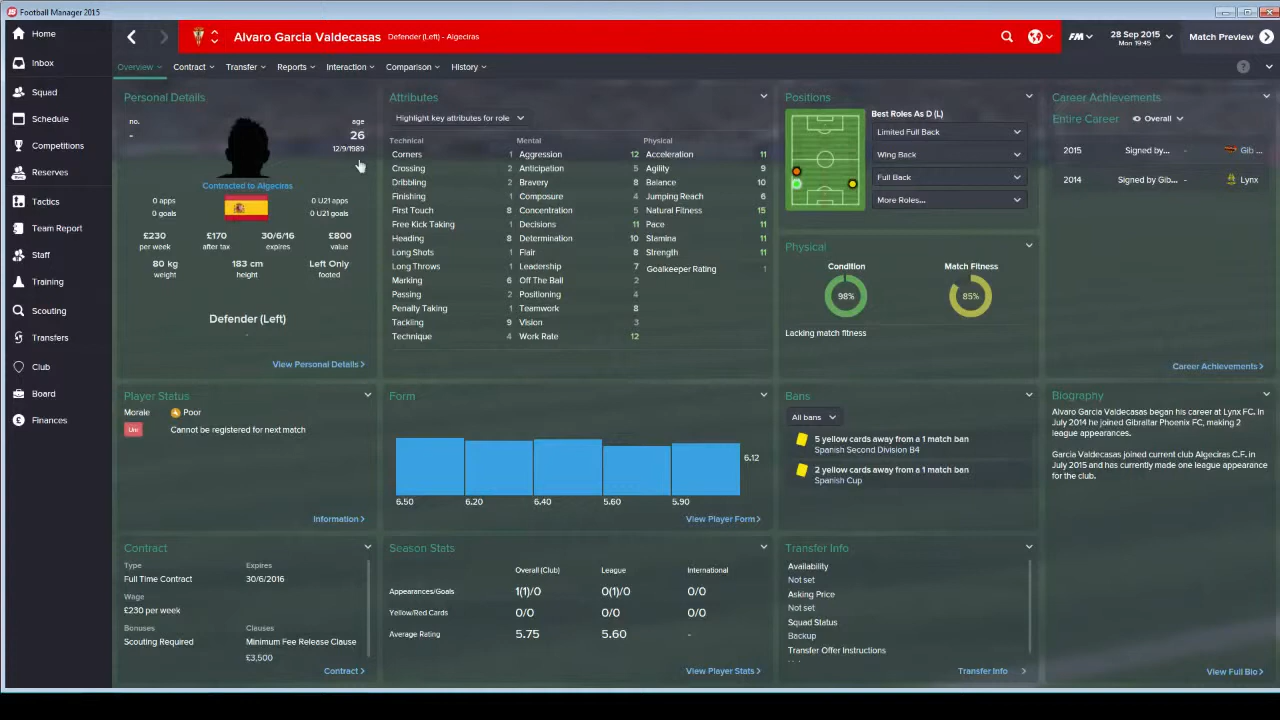 Football Manager 2015
Home
Inbox
Squad
Schedule
Competitions
Reserves
Tactics
Team Report
Staff
Training
Scouting
Transfers
Club
Board
Finances
Alvaro Garcia Valdecasas Defender (Left) - Algeciras
FM
28 Sep 2015
Mon 19:45
Match Preview
Overview Contract Transfer Reports Interaction Comparison History
?
Personal Details
no.
-
age
26
12/9/1989
Contracted to Algeciras
0 apps
0 goals
0 U21 apps
0 U21 goals
£230 £170 30/6/16 £800
per week after tax expires value
80 kg 183 cm Left Only
weight height footed
Defender (Left)
-
View Personal Details >
Attributes
Highlight key attributes for role
Technical Mental Physical
Corners 1 Aggression 12 Acceleration 11
Crossing 2 Anticipation 5 Agility 9
Dribbling 2 Bravery 8 Balance 10
Finishing 1 Composure 4 Jumping Reach 6
First Touch 8 Concentration 5 Natural Fitness 15
Free Kick Taking 1 Decisions 11 Pace 11
Heading 8 Determination 10 Stamina 11
Long Shots 1 Flair 8 Strength 11
Long Throws 1 Leadership 7 Goalkeeper Rating 1
Marking 6 Off The Ball 2
Passing 2 Positioning 4
Penalty Taking 1 Teamwork 8
Tackling 9 Vision 3
Technique 4 Work Rate 12
Positions
Best Roles As D (L)
Limited Full Back
Wing Back
Full Back
More Roles...
Physical
Condition Match Fitness
98% 85%
Lacking match fitness
Career Achievements
Entire Career Overall
2015 Signed by... - Gib ...
2014 Signed by Gib... - Lynx
Career Achievements >
Player Status
Morale Poor
Unr Cannot be registered for next match
Information >
Form
6.12
6.50 6.20 6.40 5.60 5.90
View Player Form >
Bans
All bans
5 yellow cards away from a 1 match ban
Spanish Second Division B4
2 yellow cards away from a 1 match ban
Spanish Cup
Biography
Alvaro Garcia Valdecasas began his career at Lynx FC. In
July 2014 he joined Gibraltar Phoenix FC, making 2
league appearances.
Garcia Valdecasas joined current club Algeciras C.F. in
July 2015 and has currently made one league appearance
for the club.
View Full Bio >
Contract
Type Expires
Full Time Contract 30/6/2016
Wage
£230 per week
Bonuses Clauses
Scouting Required Minimum Fee Release Clause
£3,500
Contract >
Season Stats
Overall (Club) League International
Appearances/Goals 1(1)/0 0(1)/0 0/0
Yellow/Red Cards 0/0 0/0 0/0
Average Rating 5.75 5.60 -
View Player Stats >
Transfer Info
Availability
Not set
Asking Price
Not set
Squad Status
Backup
Transfer Offer Instructions
Transfer Info >